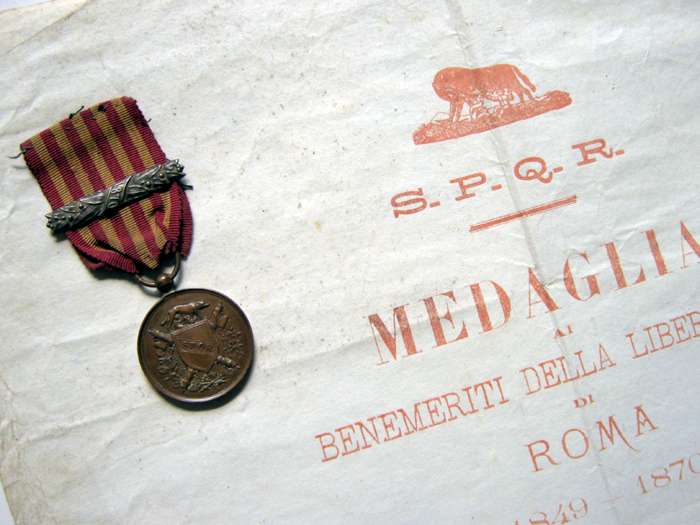 S.P.Q.R.
MEDAGLIA
AI
BENEMERITI DELLA LIBER
DI
ROMA
1849 - 1870